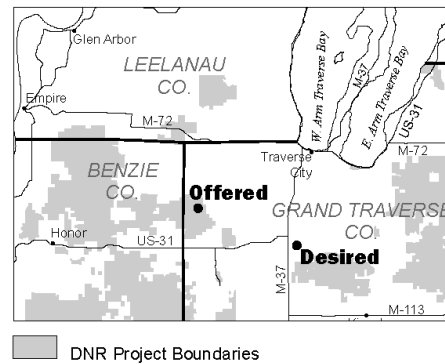 Glen Arbor
LEELANAU
CO.
W. Arm Traverse Bay
M-37
E. Arm Traverse Bay
US-31
Empire
M-72
Traverse
City
M-72
BENZIE
CO.
Offered
GRAND TRAVERSE
CO.
Honor
US-31
Desired
M-37
M-113
DNR Project Boundaries